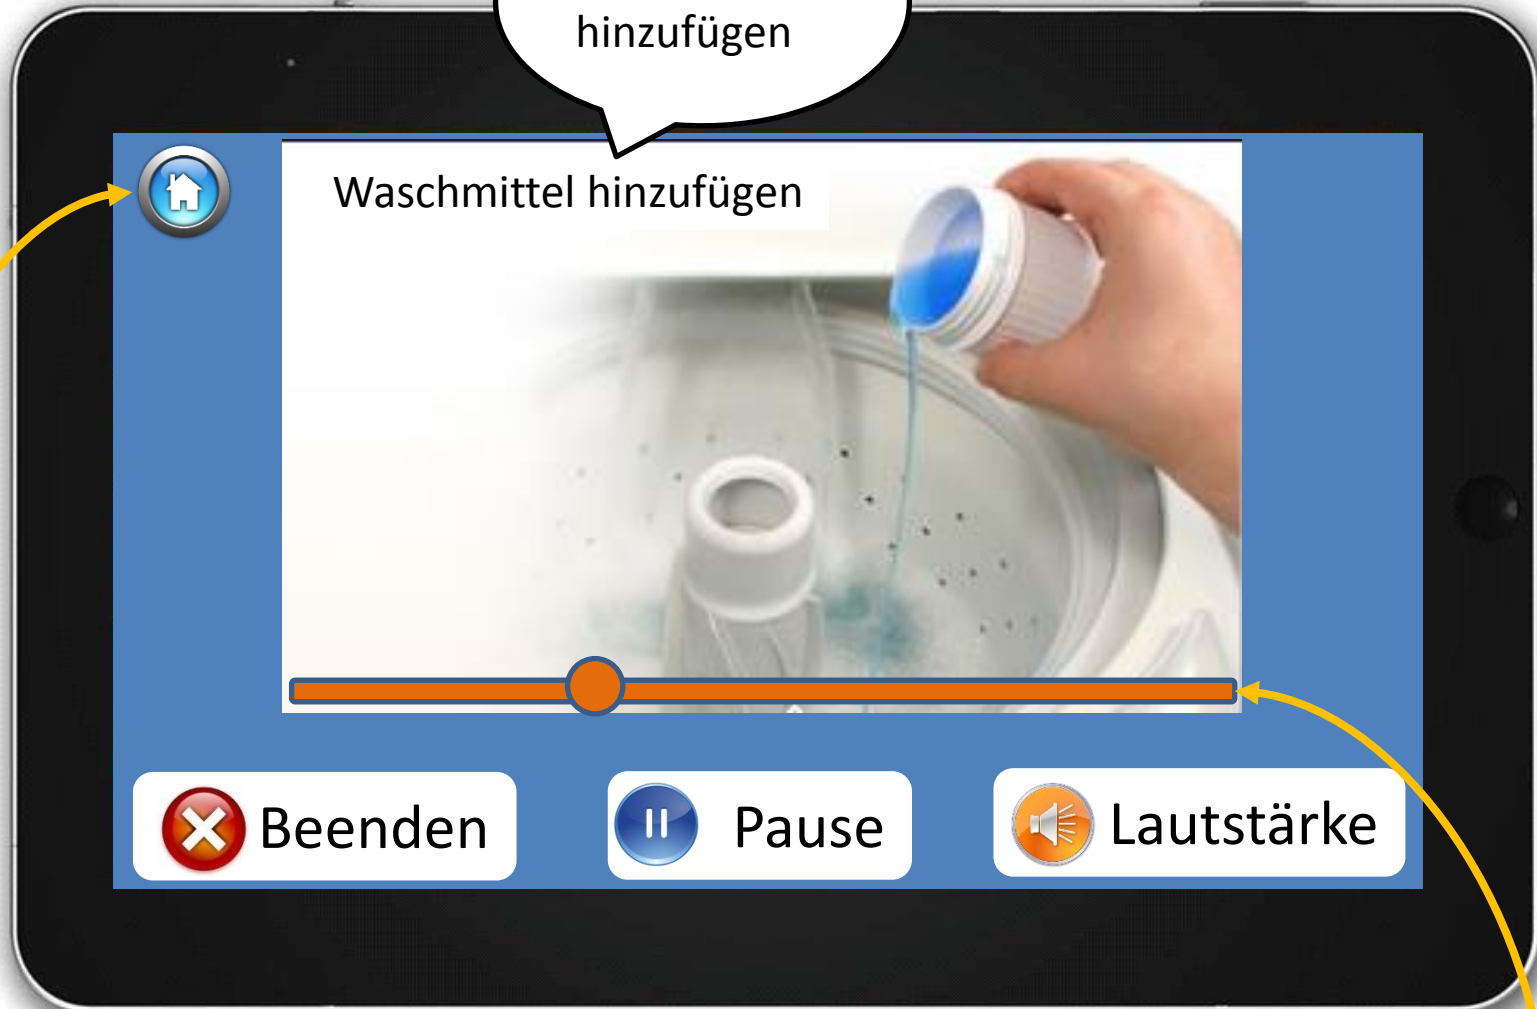 hinzufügen
Waschmittel hinzufügen
Beenden
Pause
Lautstärke